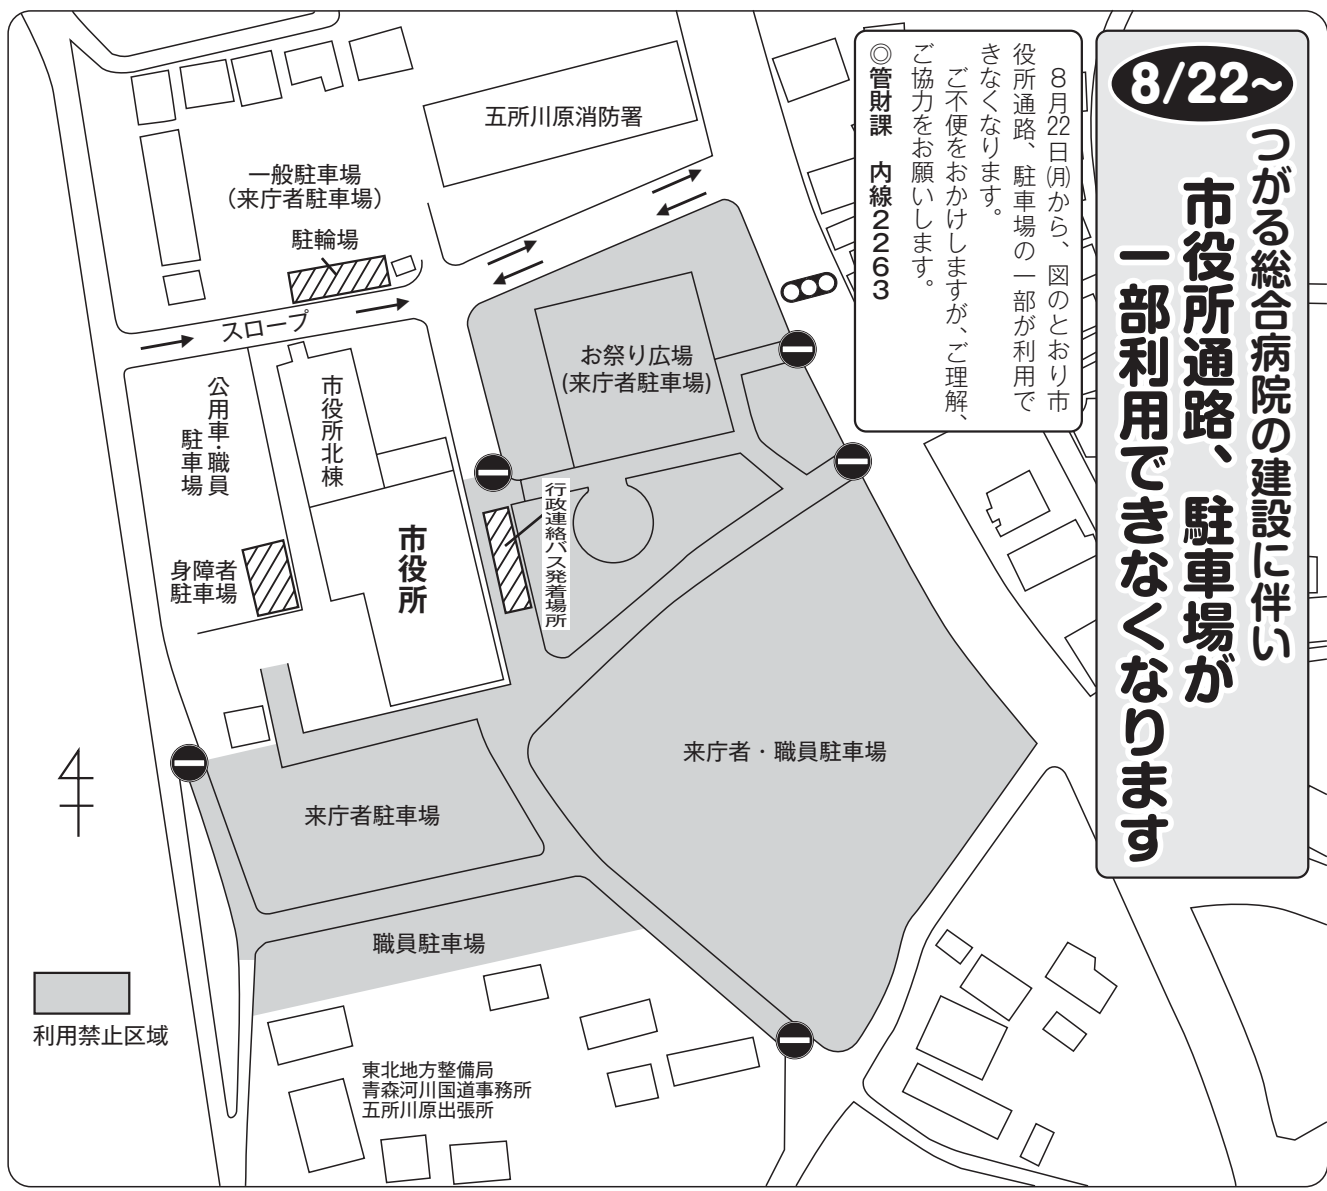 8/22~
つがる総合病院の建設に伴い
市役所通路、駐車場が
一部利用できなくなります
８月22日㈪から、図のとおり市
役所通路、駐車場の一部が利用で
きなくなります。
ご不便をおかけしますが、ご理解、
ご協力をお願いします。
◎管財課　内線２２６３
五所川原消防署
一般駐車場
(来庁者駐車場)
駐輪場
スロープ
お祭り広場
(来庁者駐車場)
公用車・職員
駐車場
市役所北棟
行政連絡バス発着場所
市役所
身障者
駐車場
来庁者・職員駐車場
来庁者駐車場
職員駐車場
利用禁止区域
東北地方整備局
青森河川国道事務所
五所川原出張所